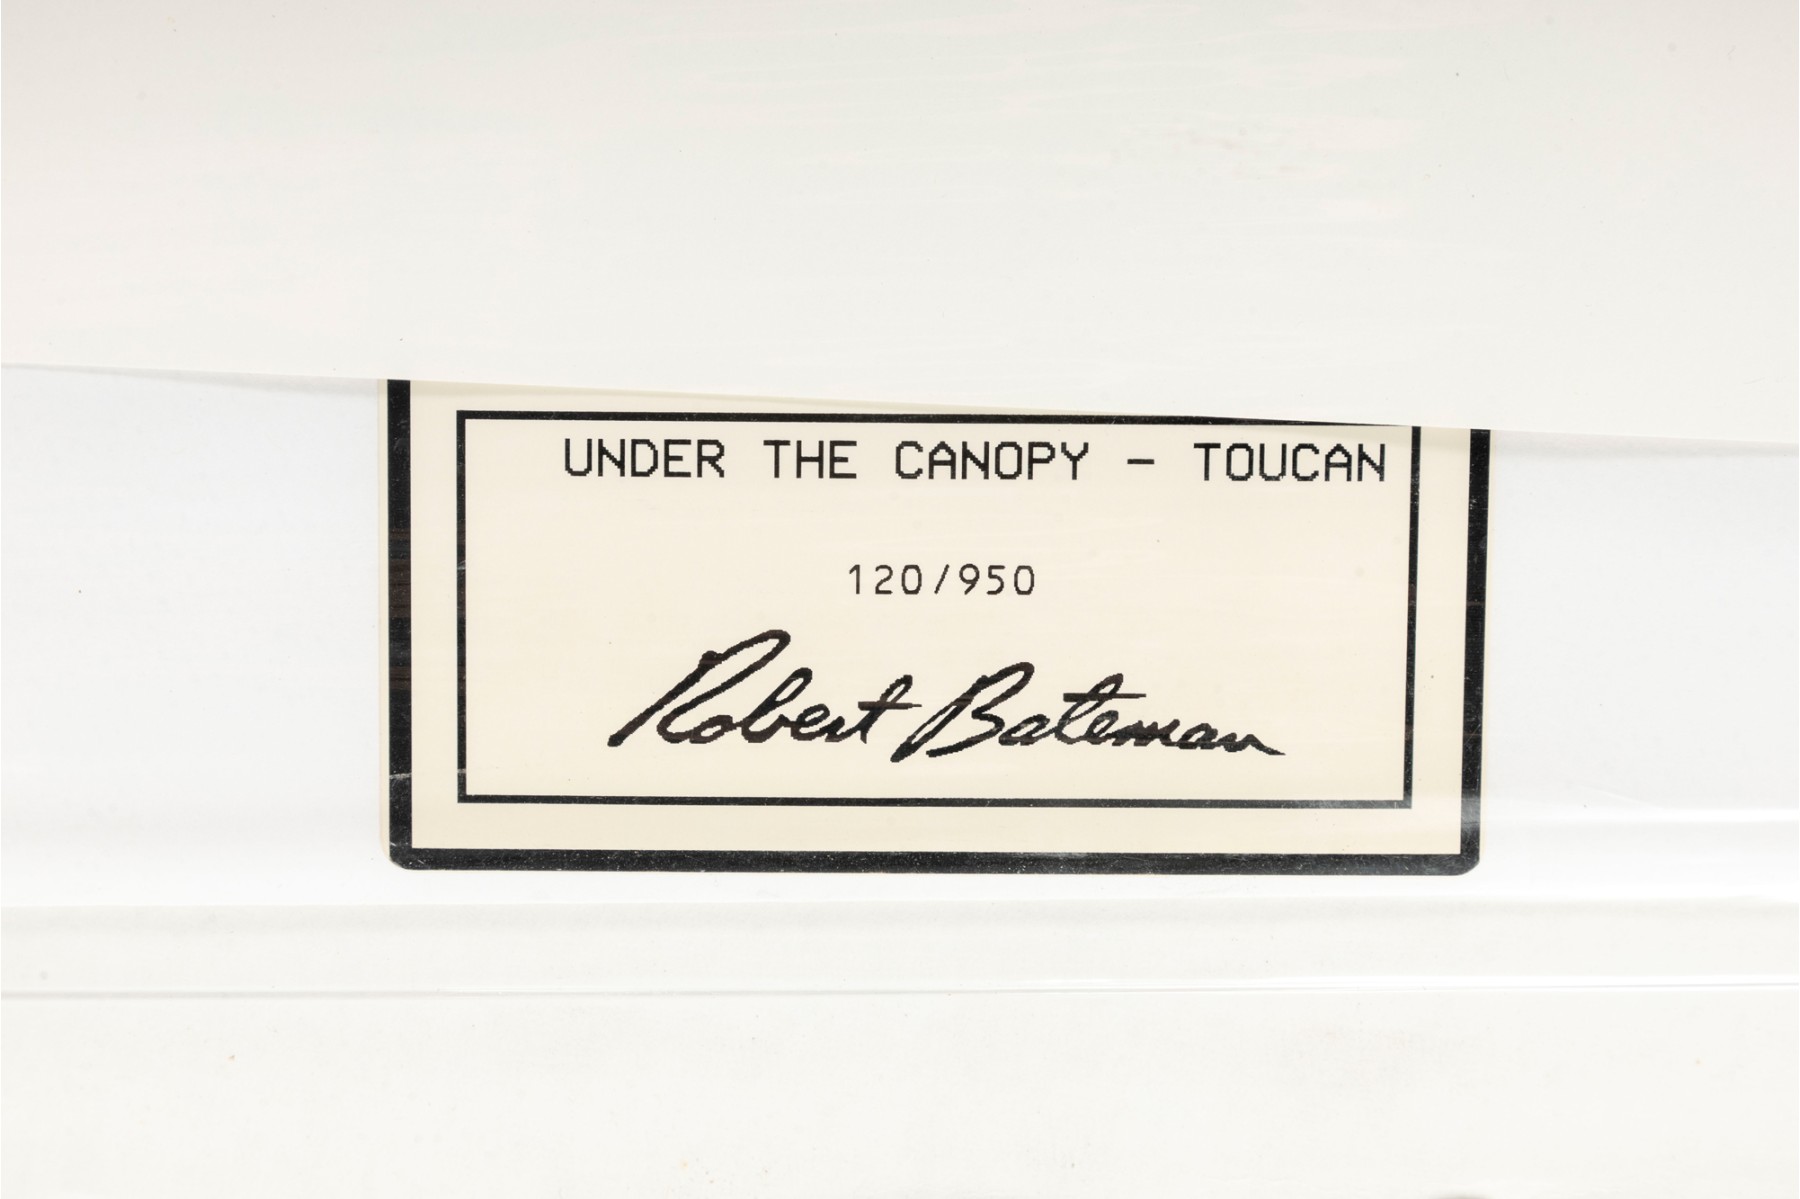 UNDER THE CANOPY - TOUCAN
120/950
Robert Bateman